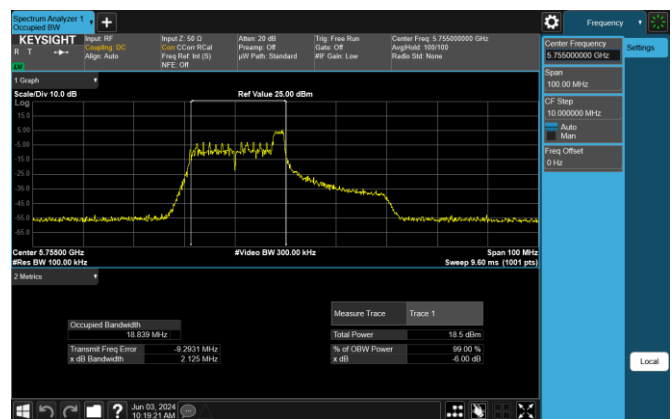 Spectrum Analyzer 1
Occupied BW
Frequency
KEYSIGHT
R T
Input: RF
Coupling: DC
Align: Auto
Input Z: 50 Ω
Corr CCorr RCal
Freq Ref: Int (S)
NFE: Off
Atten: 20 dB
Preamp: Off
µW Path: Standard
Trig: Free Run
Gate: Off
#IF Gain: Low
Center Freq: 5.755000000 GHz
Avg|Hold: 100/100
Radio Std: None
Center Frequency
5.755000000 GHz
Settings
Span
100.00 MHz
CF Step
10.000000 MHz
Auto
Man
Freq Offset
0 Hz
1 Graph
Scale/Div 10.0 dB
Ref Value 25.00 dBm
Log
15.0
5.00
-5.00
-15.0
-25.0
-35.0
-45.0
-55.0
-65.0
Center 5.75500 GHz
#Video BW 300.00 kHz
Span 100 MHz
#Res BW 100.00 kHz
Sweep 9.60 ms (1001 pts)
2 Metrics
Measure Trace
Trace 1
Occupied Bandwidth
18.839 MHz
Total Power
18.5 dBm
Transmit Freq Error
-9.2931 MHz
% of OBW Power
99.00 %
x dB Bandwidth
2.125 MHz
x dB
-6.00 dB
Local
Jun 03, 2024
10:19:21 AM